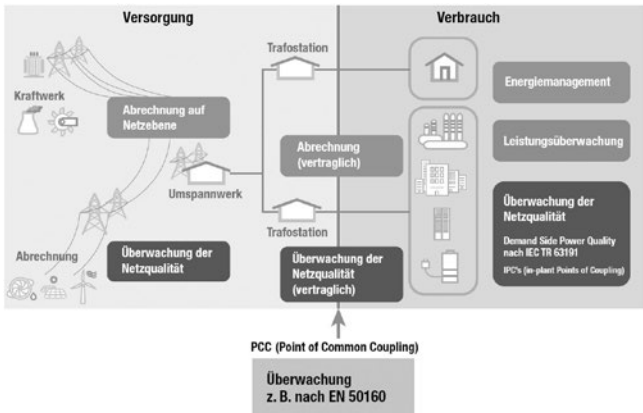 Versorgung
Verbrauch
Trafostation
Kraftwerk
Abrechnung auf
Netzebene
Energiemanagement
Abrechnung
(vertraglich)
Leistungsüberwachung
Umspannwerk
Trafostation
Abrechnung
Überwachung der
Netzqualität
Überwachung der
Netzqualität
(vertraglich)
Überwachung der
Netzqualität
Demand Side Power Quality
nach IEC TR 63191
IPC's (in-plant Points of Coupling)
PCC (Point of Common Coupling)
Überwachung
z. B. nach EN 50160